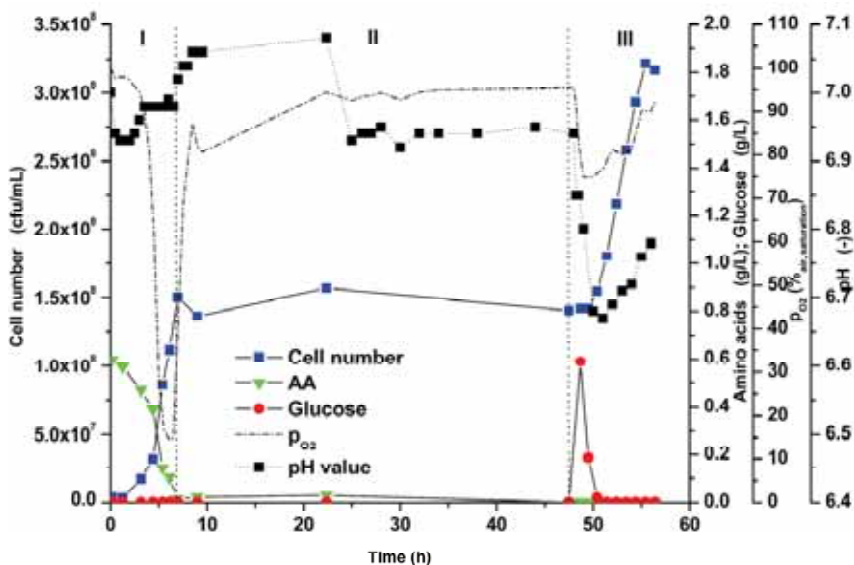 I II III
3.5x10⁸
3.0x10⁸
2.5x10⁸
2.0x10⁸
1.5x10⁸
1.0x10⁸
5.0x10⁷
0.0
Cell number (cfu/mL)
Cell number
AA
Glucose
pO2
pH value
0 10 20 30 40 50 60
Time (h)
2.0
1.8
1.6
1.4
1.2
1.0
0.8
0.6
0.4
0.2
0.0
Amino acids (g/L); Glucose (g/L)
110
100
90
80
70
60
50
40
30
20
10
0
pO2 (%air,saturation)
7.1
7.0
6.9
6.8
6.7
6.6
6.5
6.4
pH (-)